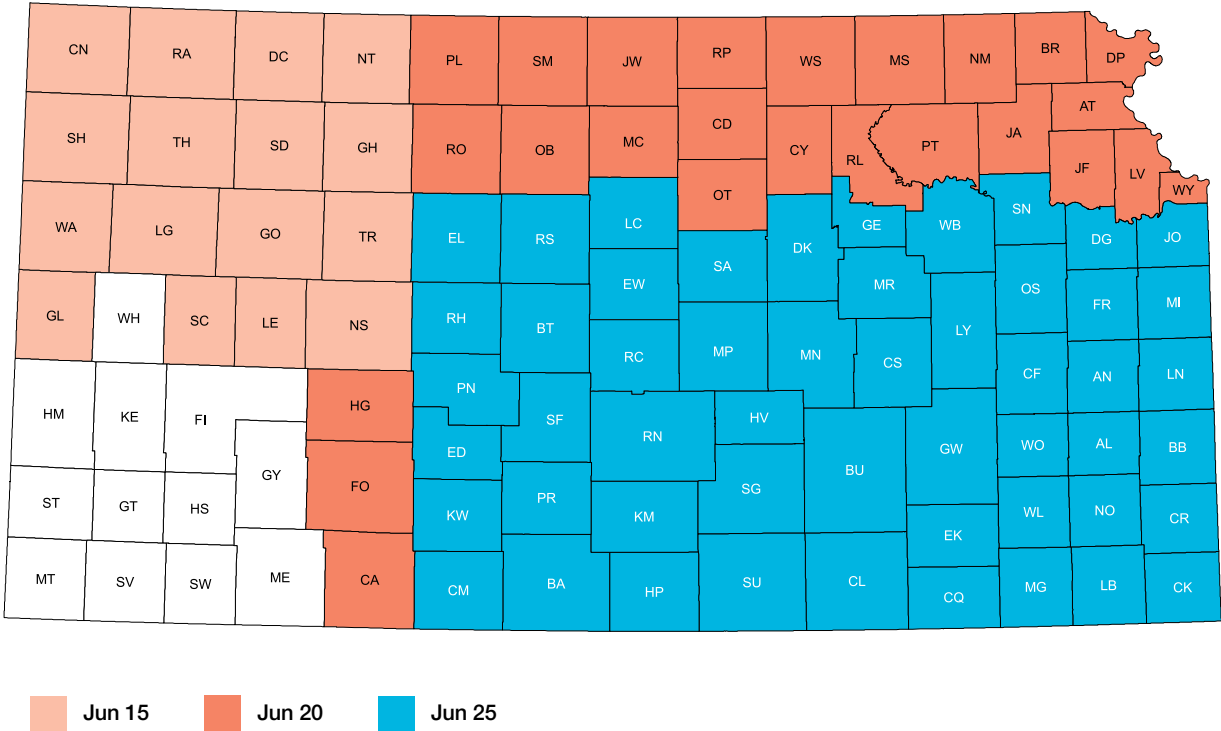 CN RA DC NT PL SM JW RP WS MS NM BR DP
SH TH SD GH RO OB MC CD CY RL PT JA AT
OT JF LV WY
WA LG GO TR EL RS LC SA DK GE WB SN DG JO
GL WH SC LE NS RH BT EW MP MN MR LY OS FR MI
RC CS
HM KE FI HG PN SF RN HV BU GW CF AN LN
GY ED WO AL BB
ST GT HS FO KW PR KM SG EK WL NO CR
MT SV SW ME CA CM BA HP SU CL CQ MG LB CK
Jun 15 Jun 20 Jun 25